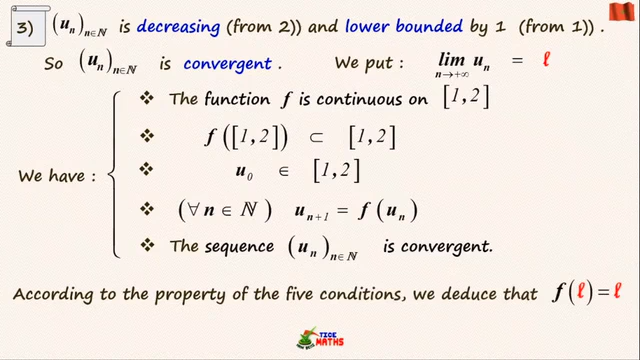 3) (uₙ)ₙ∈ℕ is decreasing (from 2)) and lower bounded by 1 (from 1)) .
So (uₙ)ₙ∈ℕ is convergent . We put : lim uₙ = ℓ
n→+∞
❖ The function f is continuous on [1,2]
❖ f([1,2]) ⊂ [1,2]
❖ u₀ ∈ [1,2]
We have :
❖ (∀n∈ℕ) uₙ₊₁ = f(uₙ)
❖ The sequence (uₙ)ₙ∈ℕ is convergent.
According to the property of the five conditions, we deduce that f(ℓ)=ℓ
TICE
MATHS